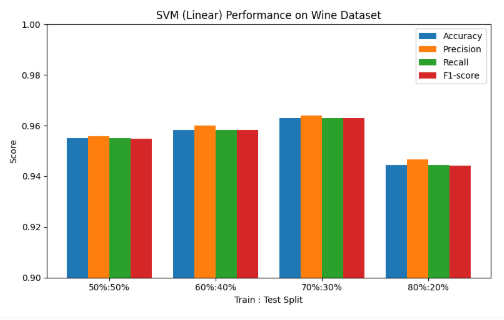 SVM (Linear) Performance on Wine Dataset
1.00
Accuracy
Precision
Recall
F1-score
0.98
0.96
Score
0.94
0.92
0.90
50%:50%
60%:40%
70%:30%
80%:20%
Train : Test Split